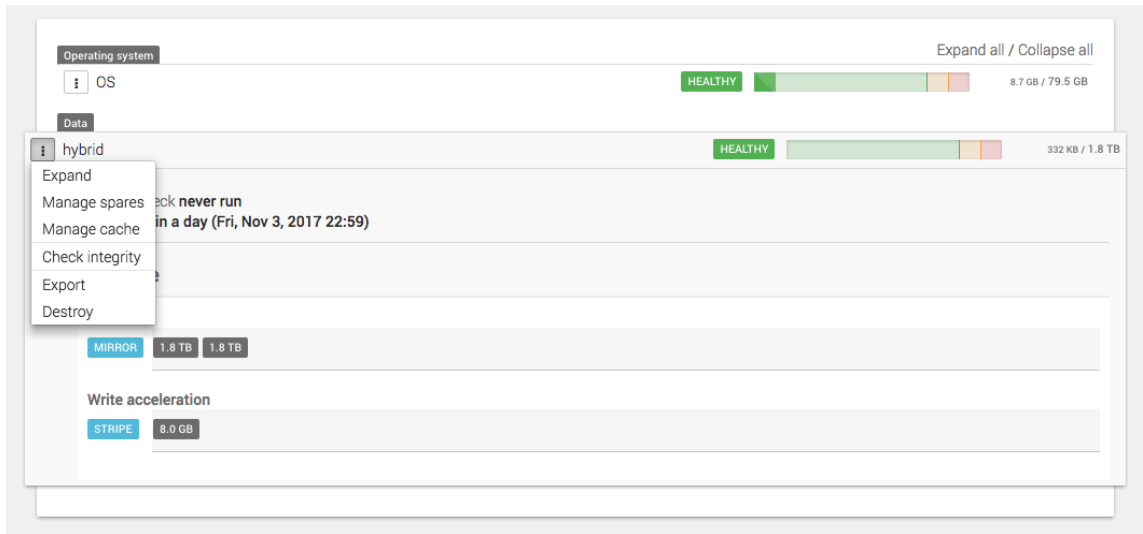 Operating system
Expand all / Collapse all
OS
HEALTHY
8.7 GB / 79.5 GB
Data
hybrid
HEALTHY
332 KB / 1.8 TB
Expand
Manage spares
never run
Manage cache
in a day (Fri, Nov 3, 2017 22:59)
Check integrity
Export
Destroy
MIRROR 1.8 TB 1.8 TB
Write acceleration
STRIPE 8.0 GB